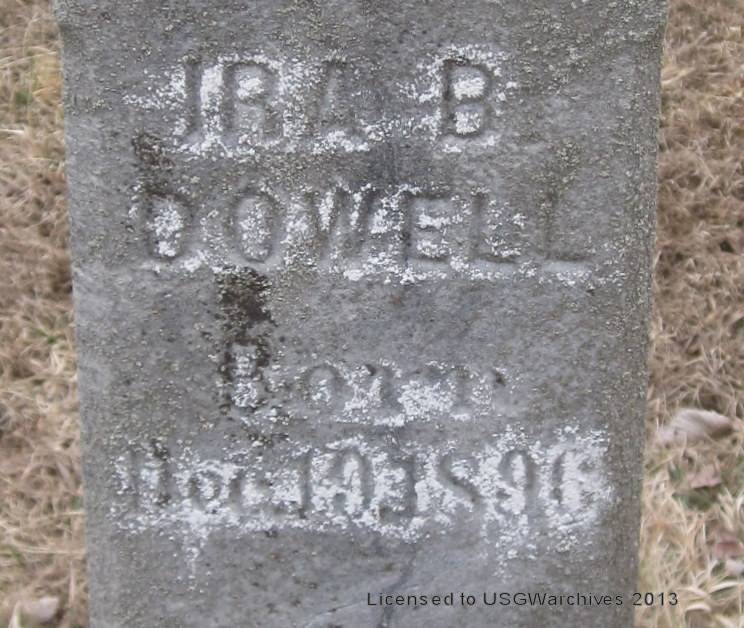 IRA B
DOWELL
Born
Dec. 10, 1896
Licensed to USGWarchives 2013